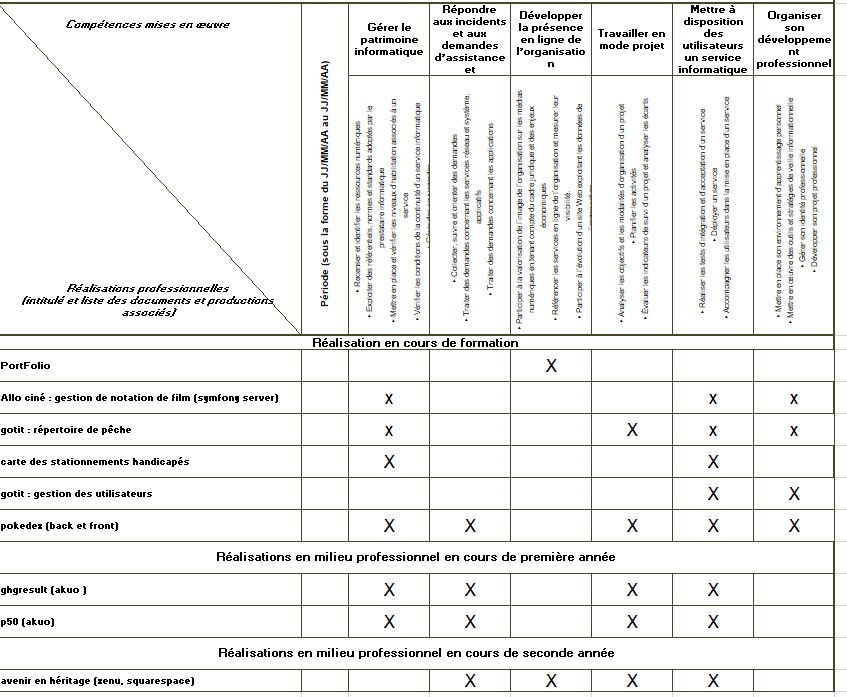 Compétences mises en œuvre
Réalisations professionnelles
(intitulé et liste des documents et productions
associés)
Période (sous la forme du JJ/MM/AA au JJ/MM/AA)
Gérer le
patrimoine
informatique
Répondre
aux incidents
et aux
demandes
d'assistance
et
Développer
la présence
en ligne de
l'organisatio
n
Travailler en
mode projet
Mettre à
disposition
des
utilisateurs
un service
informatique
Organiser
son
développeme
nt
professionnel
• Recenser et identifier les ressources numériques
• Exploiter des référentiels, normes et standards adoptés par le
prestataire informatique
• Mettre en place et vérifier les niveaux d'habilitation associés à un
service
• Vérifier les conditions de la continuité d'un service informatique
• Collecter, suivre et orienter des demandes
• Traiter des demandes concernant les services réseau et système,
applicatifs
• Traiter des demandes concernant les applications
• Participer à la valorisation de l'image de l'organisation sur les médias
numériques en tenant compte du cadre juridique et des enjeux
économiques
• Référencer les services en ligne de l'organisation et mesurer leur
visibilité.
• Participer à l'évolution d'un site Web exploitant les données de
• Analyser les objectifs et les modalités d'organisation d'un projet
• Planifier les activités
• Évaluer les indicateurs de suivi d'un projet et analyser les écarts
• Réaliser les tests d'intégration et d'acceptation d'un service
• Déployer un service
• Accompagner les utilisateurs dans la mise en place d'un service
• Mettre en place son environnement d'apprentissage personnel
• Mettre en œuvre des outils et stratégies de veille informationnelle
• Gérer son identité professionnelle
• Développer son projet professionnel
Réalisation en cours de formation
PortFolio X
Allo ciné : gestion de notation de film (symfony server) x x x
gotit : répertoire de pêche x X x x
carte des stationnements handicapés X X
gotit : gestion des utilisateurs X X
pokedex (back et front) X X X X X
Réalisations en milieu professionnel en cours de première année
ghgresult (akuo ) X X X X
p50 (akuo) X X X X
Réalisations en milieu professionnel en cours de seconde année
avenir en héritage (zenu, squarespace) X X X X